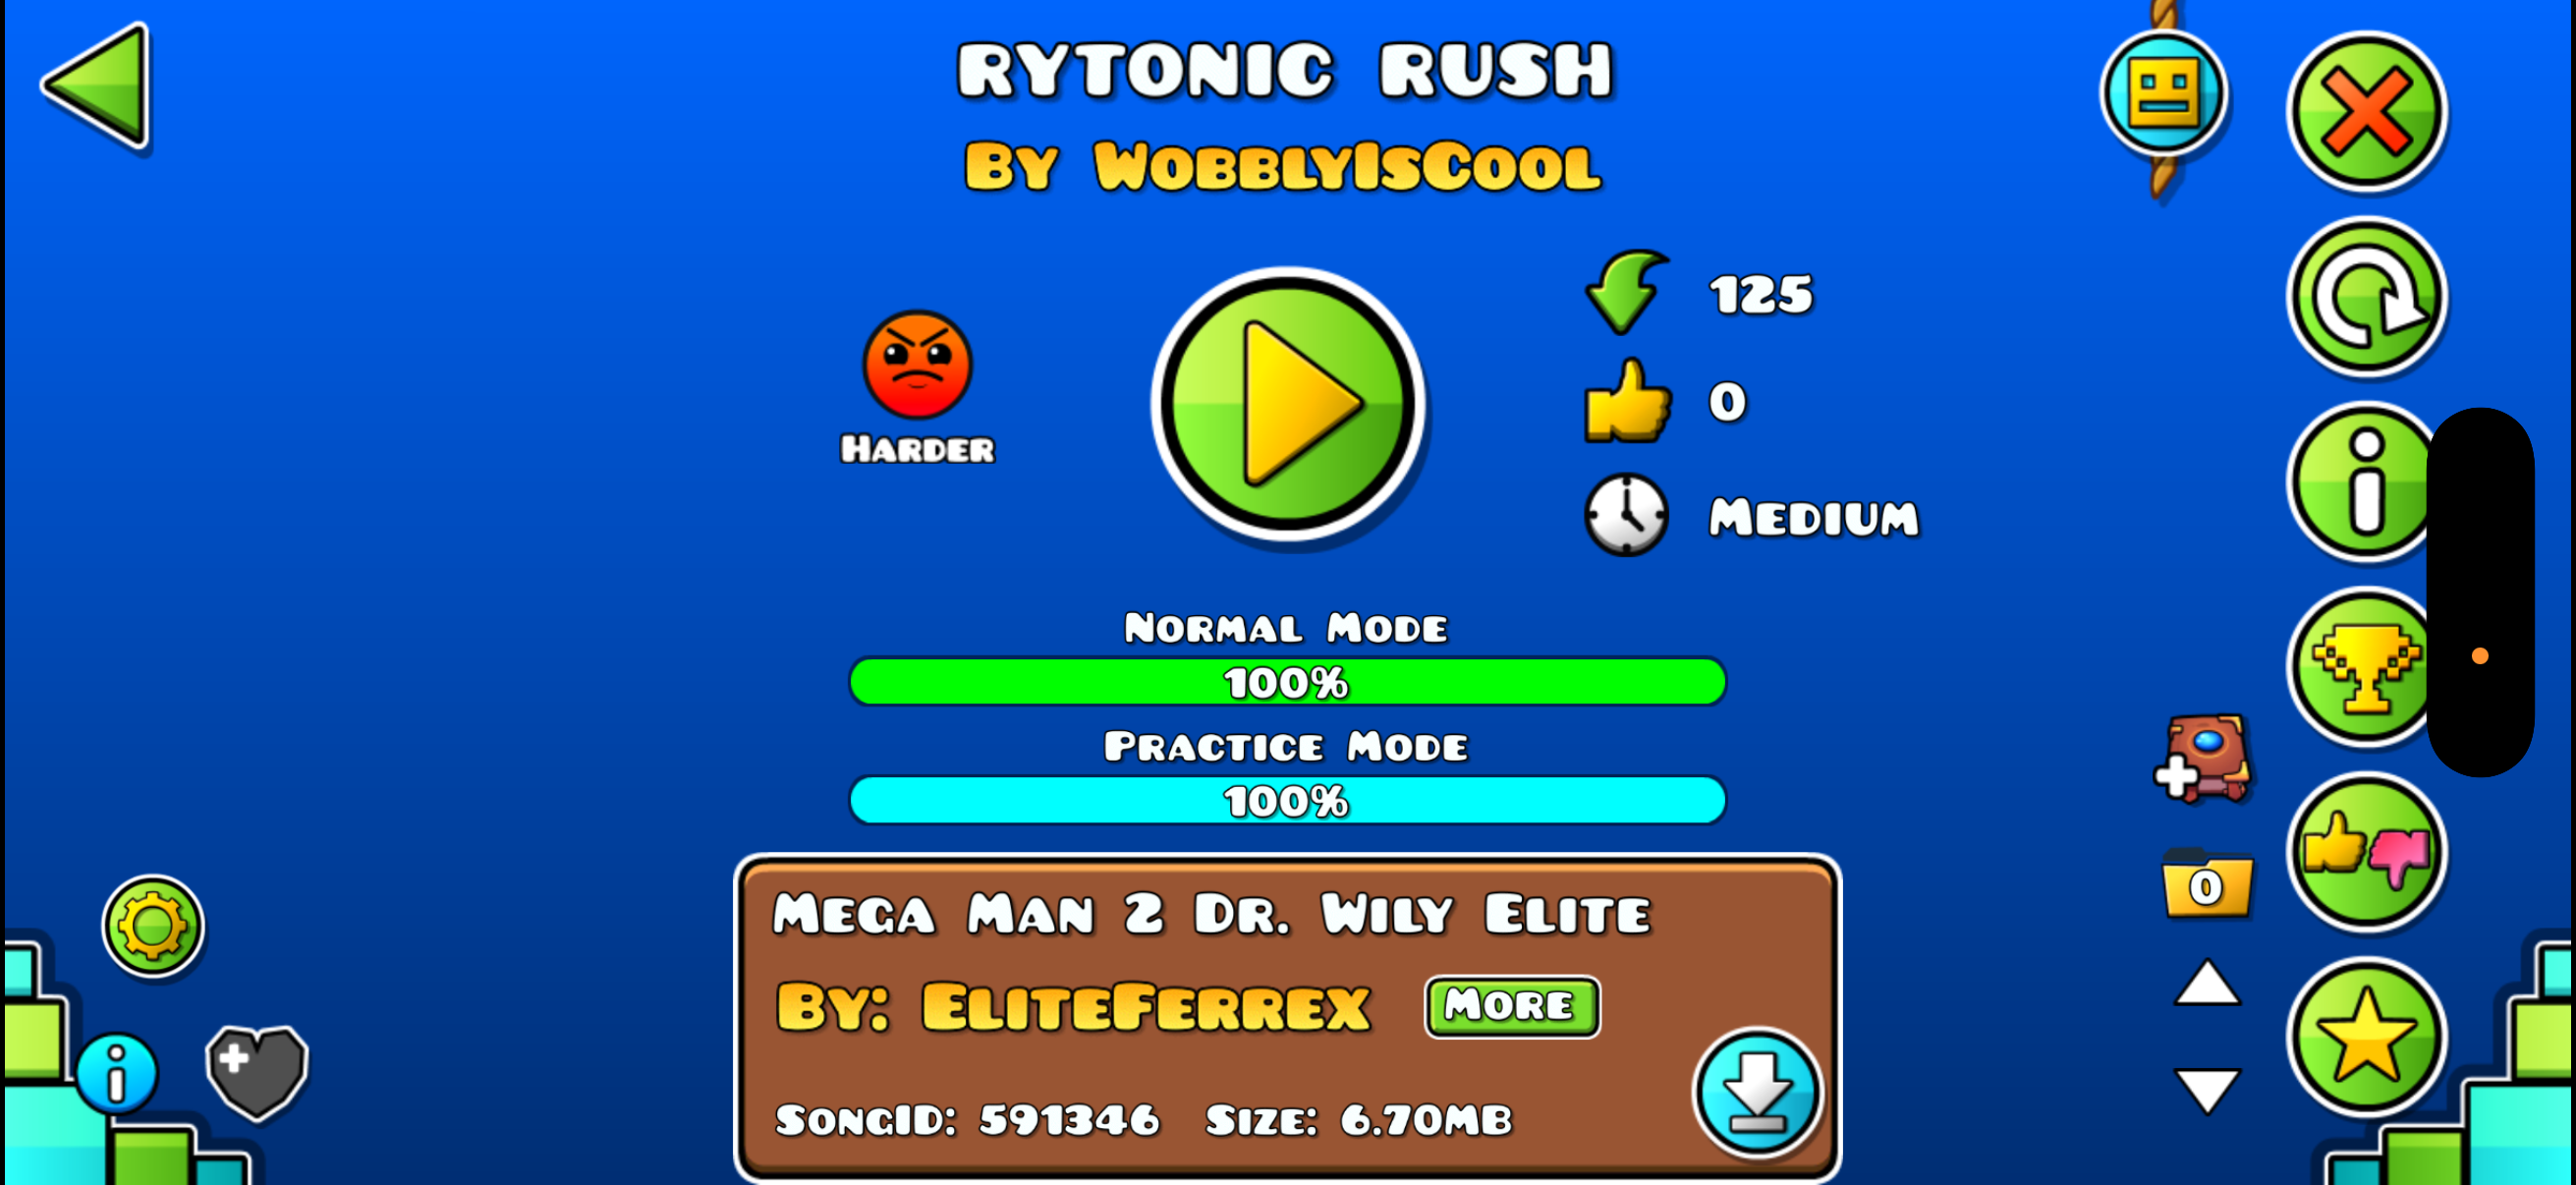 RYTONIC RUSH
By WobblyIsCool
125
0
Harder
Medium
Normal Mode
100%
Practice Mode
100%
0
Mega Man 2 Dr. Wily Elite
By: EliteFerrex
More
SongID: 591346 Size: 6.70MB